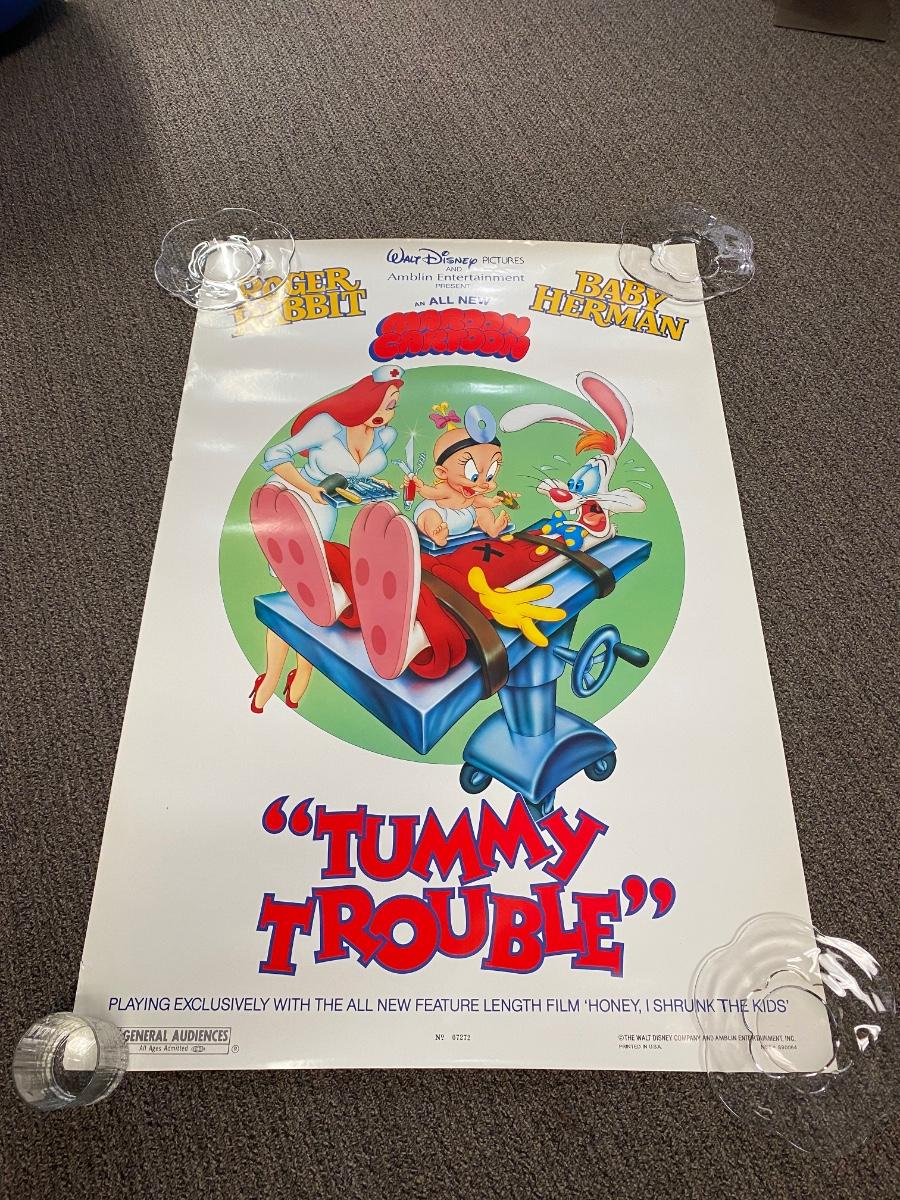 WALT DISNEY PICTURES
AND
Amblin Entertainment
PRESENT
ROGER RABBIT
BABY HERMAN
AN ALL NEW
MAROON
CARTOON
"TUMMY
TROUBLE"
PLAYING EXCLUSIVELY WITH THE ALL NEW FEATURE LENGTH FILM 'HONEY, I SHRUNK THE KIDS'
GENERAL AUDIENCES
All Ages Admitted
®
Nº 07272
©THE WALT DISNEY COMPANY AND AMBLIN ENTERTAINMENT, INC.
PRINTED IN U.S.A.
890064